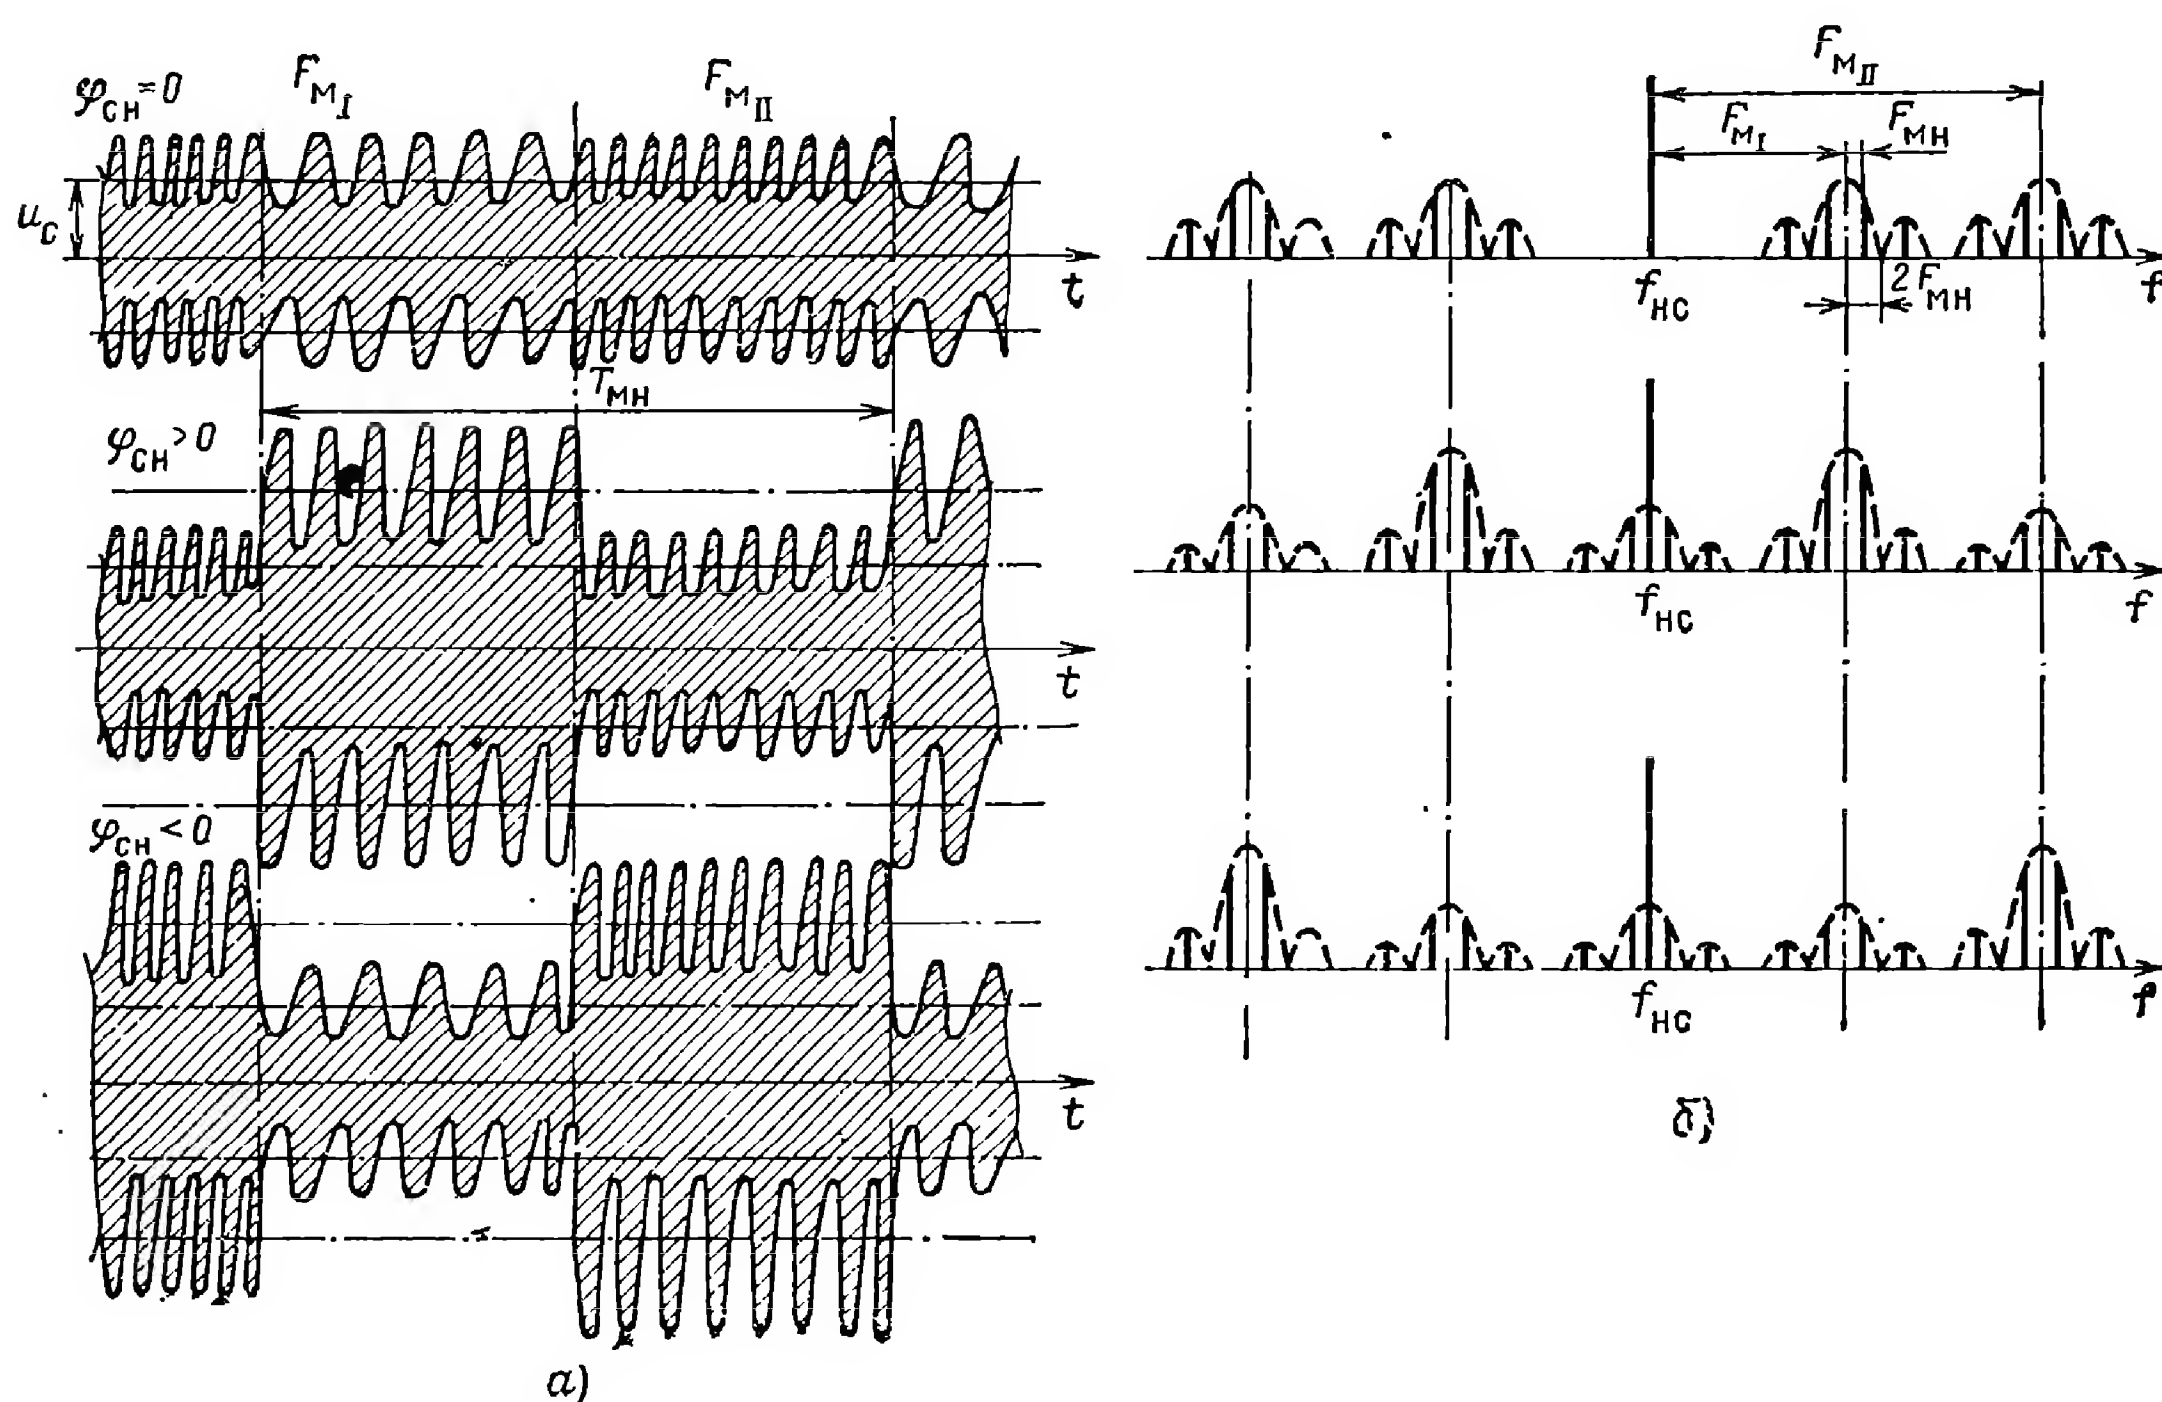 φСН=0
FМI
FМII
uС
t
TМН
φСН>0
t
φСН<0
t
а)
FМII
FМI
FМН
fНС
2FМН
f
fНС
f
fНС
f
б)